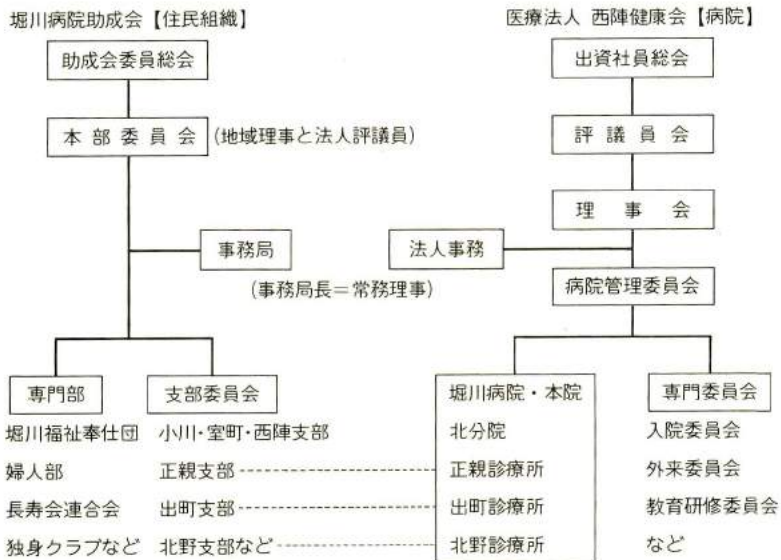 堀川病院助成会【住民組織】
医療法人 西陣健康会【病院】
助成会委員総会
出資社員総会
本部委員会
(地域理事と法人評議員)
評議員会
理事会
事務局
法人事務
(事務局長＝常務理事)
病院管理委員会
専門部
支部委員会
堀川病院・本院
専門委員会
堀川福祉奉仕団
小川・室町・西陣支部
北分院
入院委員会
婦人部
正親支部
正親診療所
外来委員会
長寿会連合会
出町支部
出町診療所
教育研修委員会
独身クラブなど
北野支部など
北野診療所
など